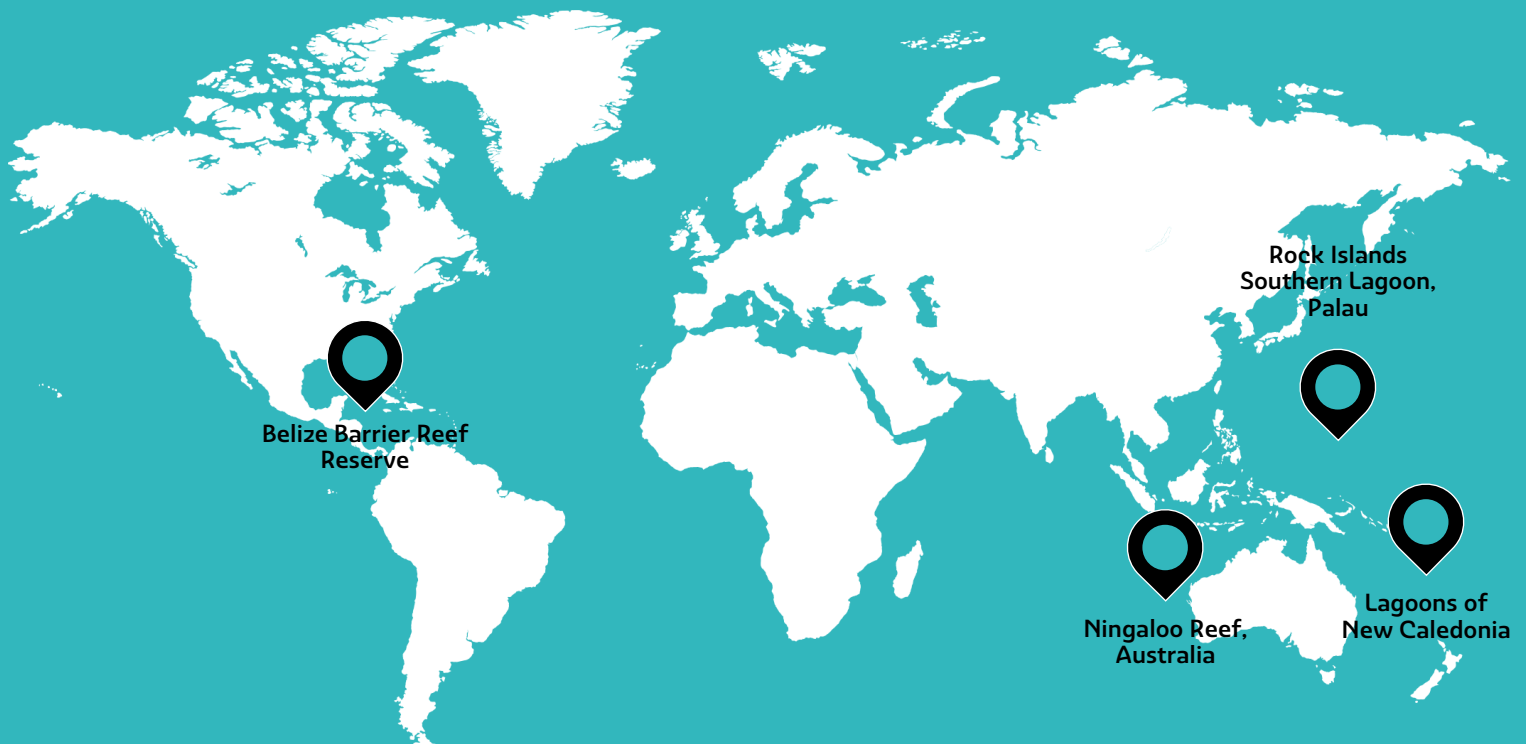 Rock Islands
Southern Lagoon,
Palau
Belize Barrier Reef
Reserve
Lagoons of
New Caledonia
Ningaloo Reef,
Australia